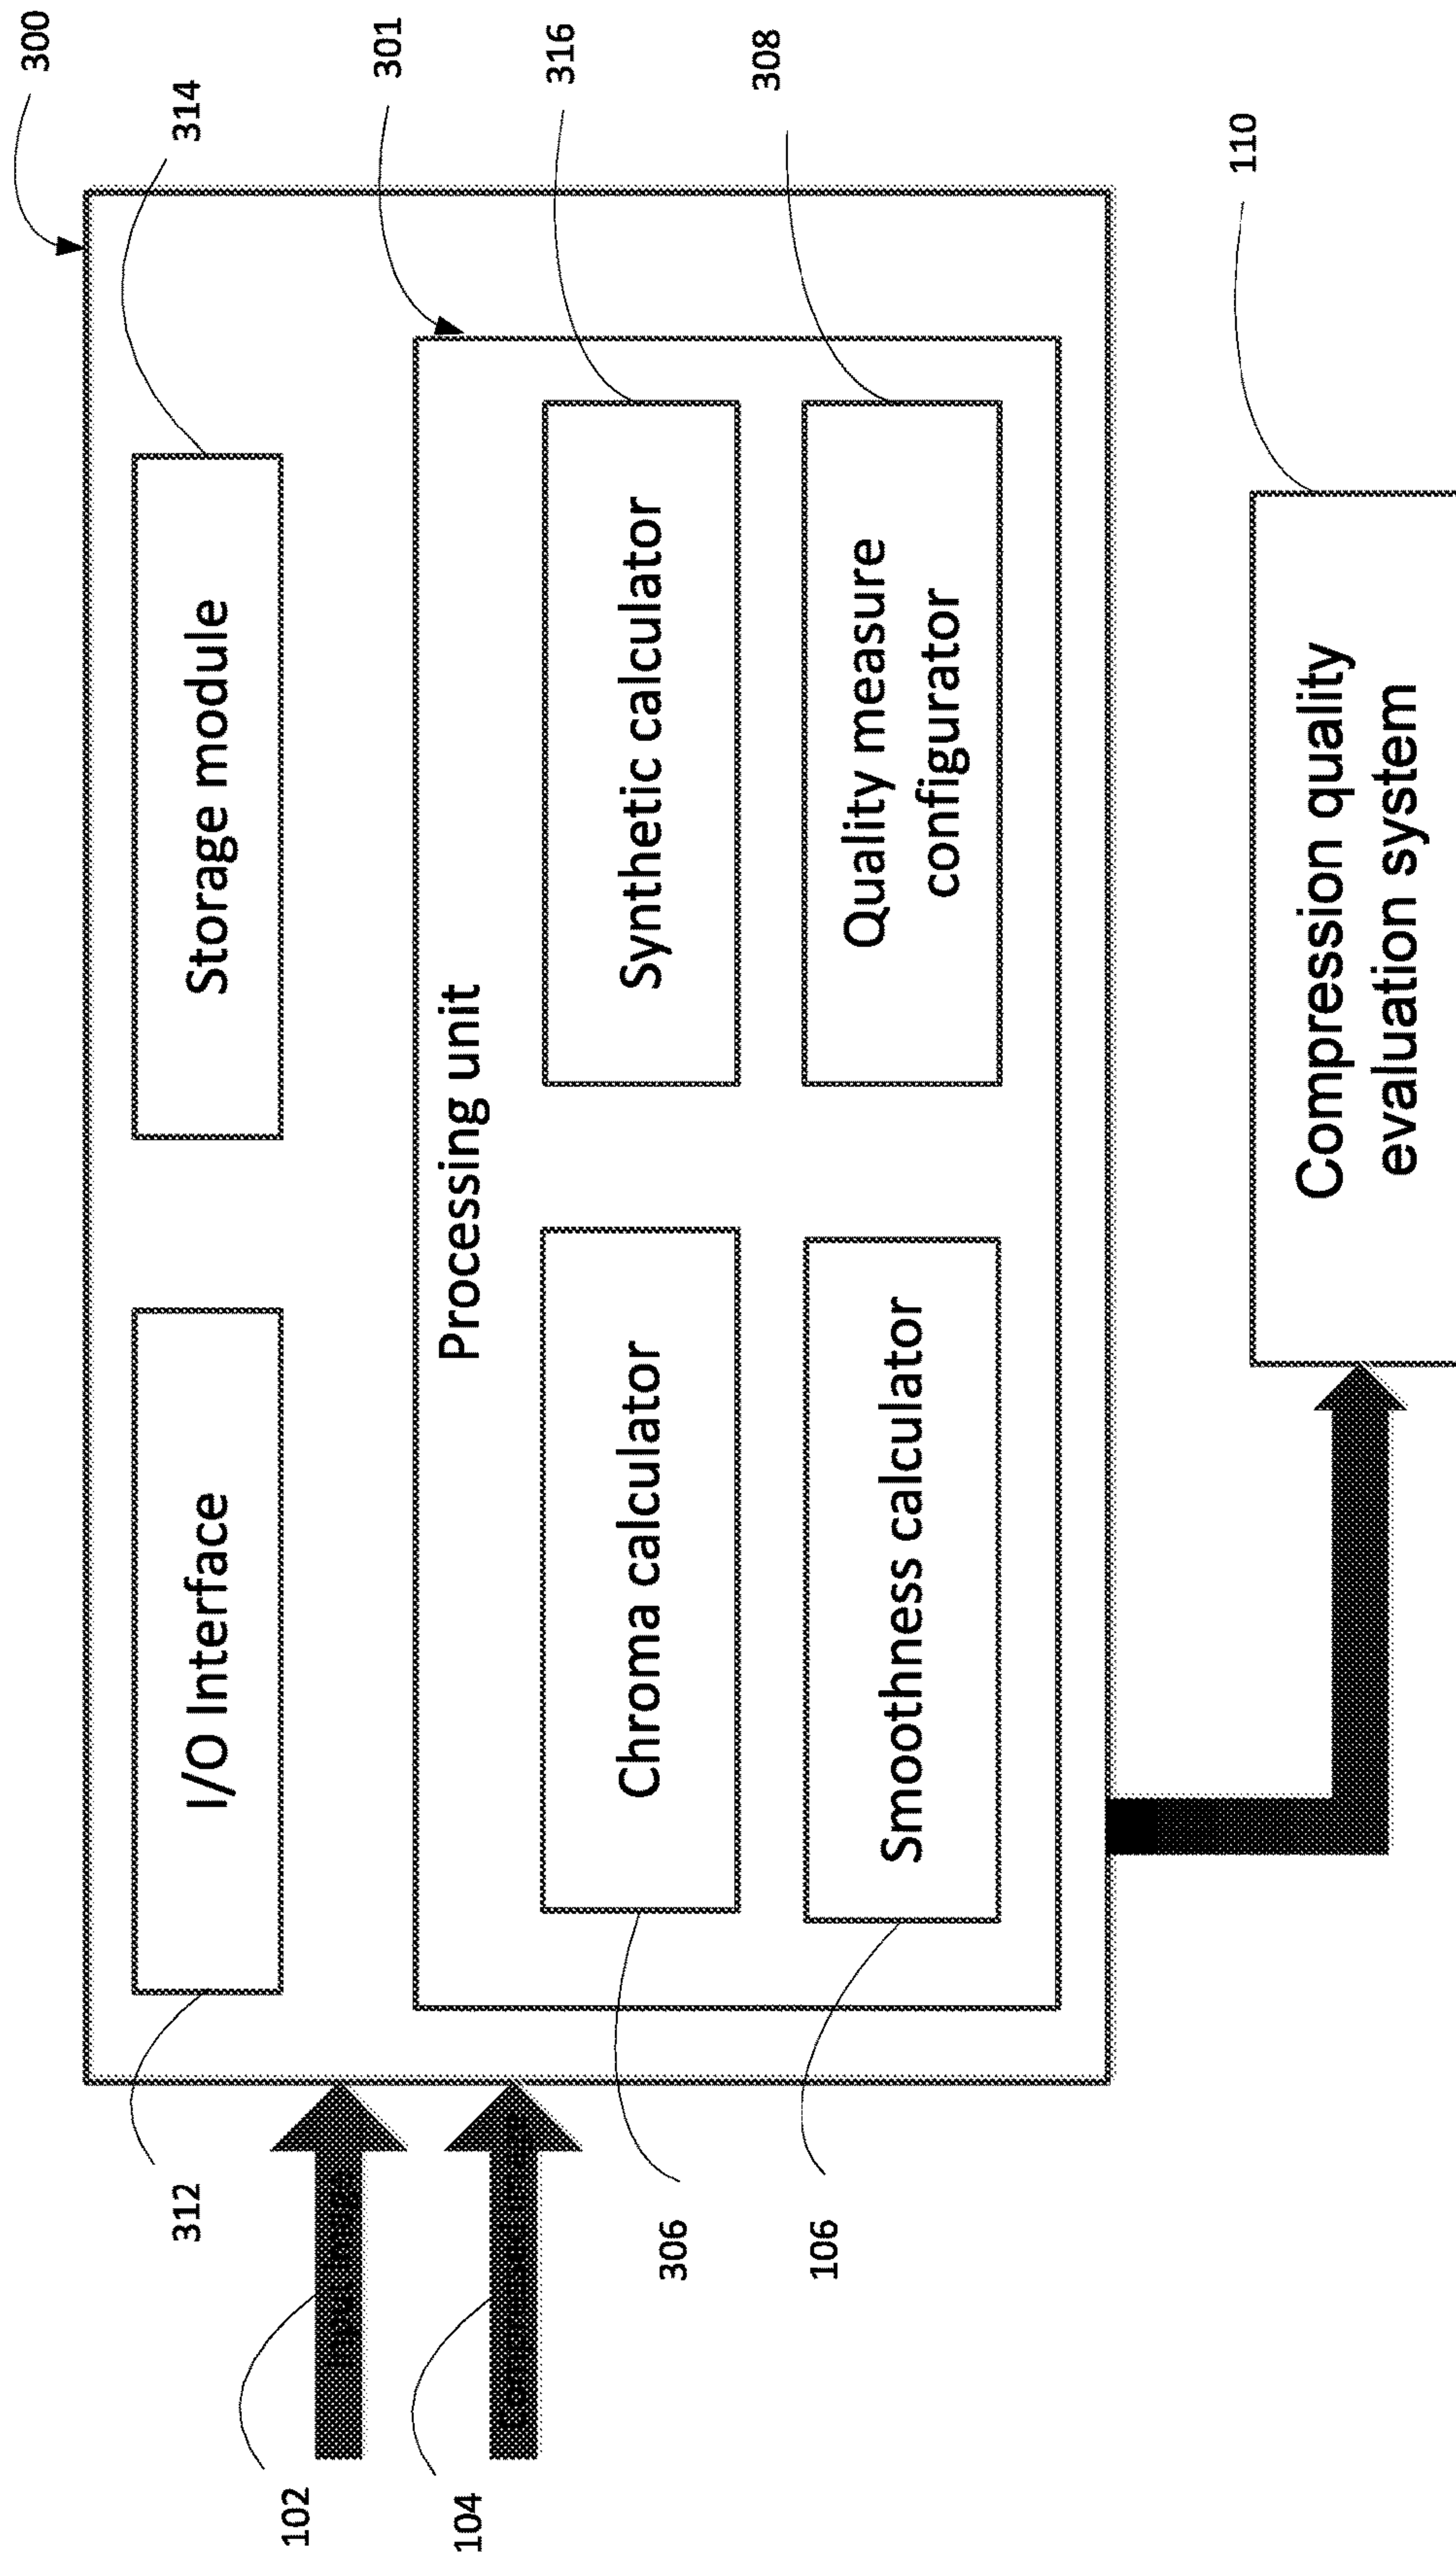 300
312
I/O Interface
Storage module
314
102
301
Processing unit
104
316
Chroma calculator
Synthetic calculator
306
308
106
Smoothness calculator
Quality measure
configurator
110
Compression quality
evaluation system